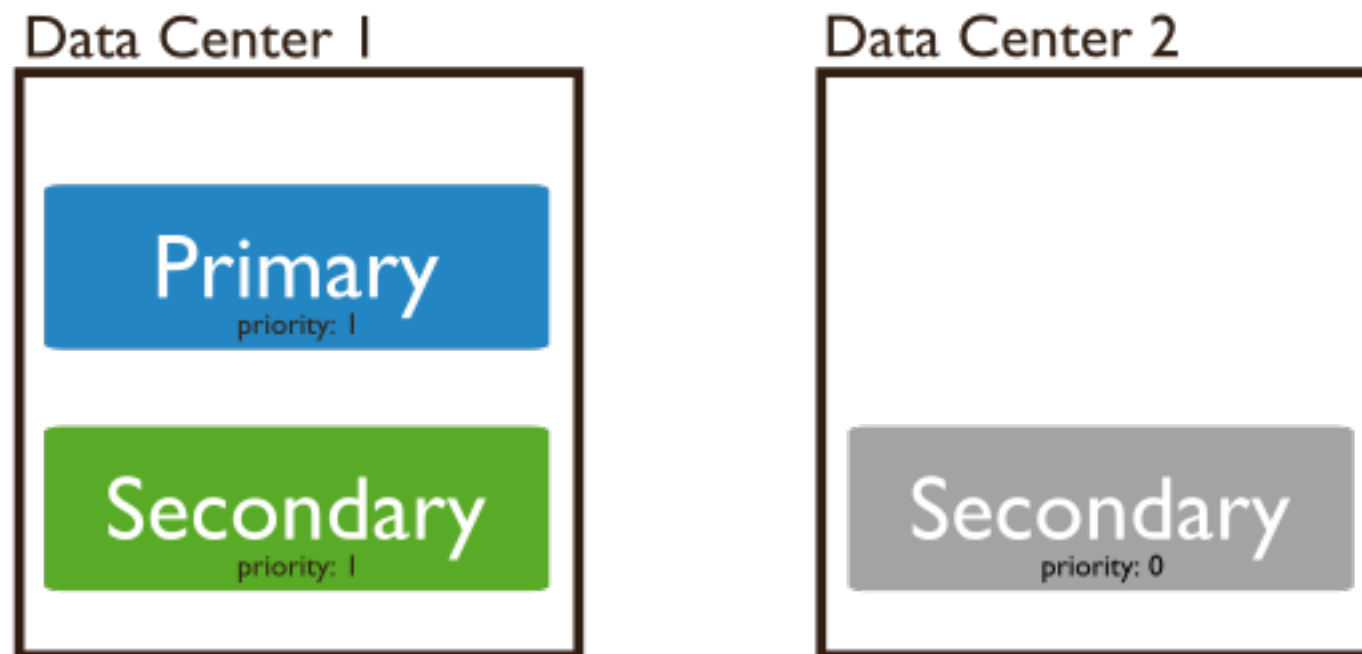 Data Center 1
Data Center 2
Primary
priority: 1
Secondary
priority: 1
Secondary
priority: 0